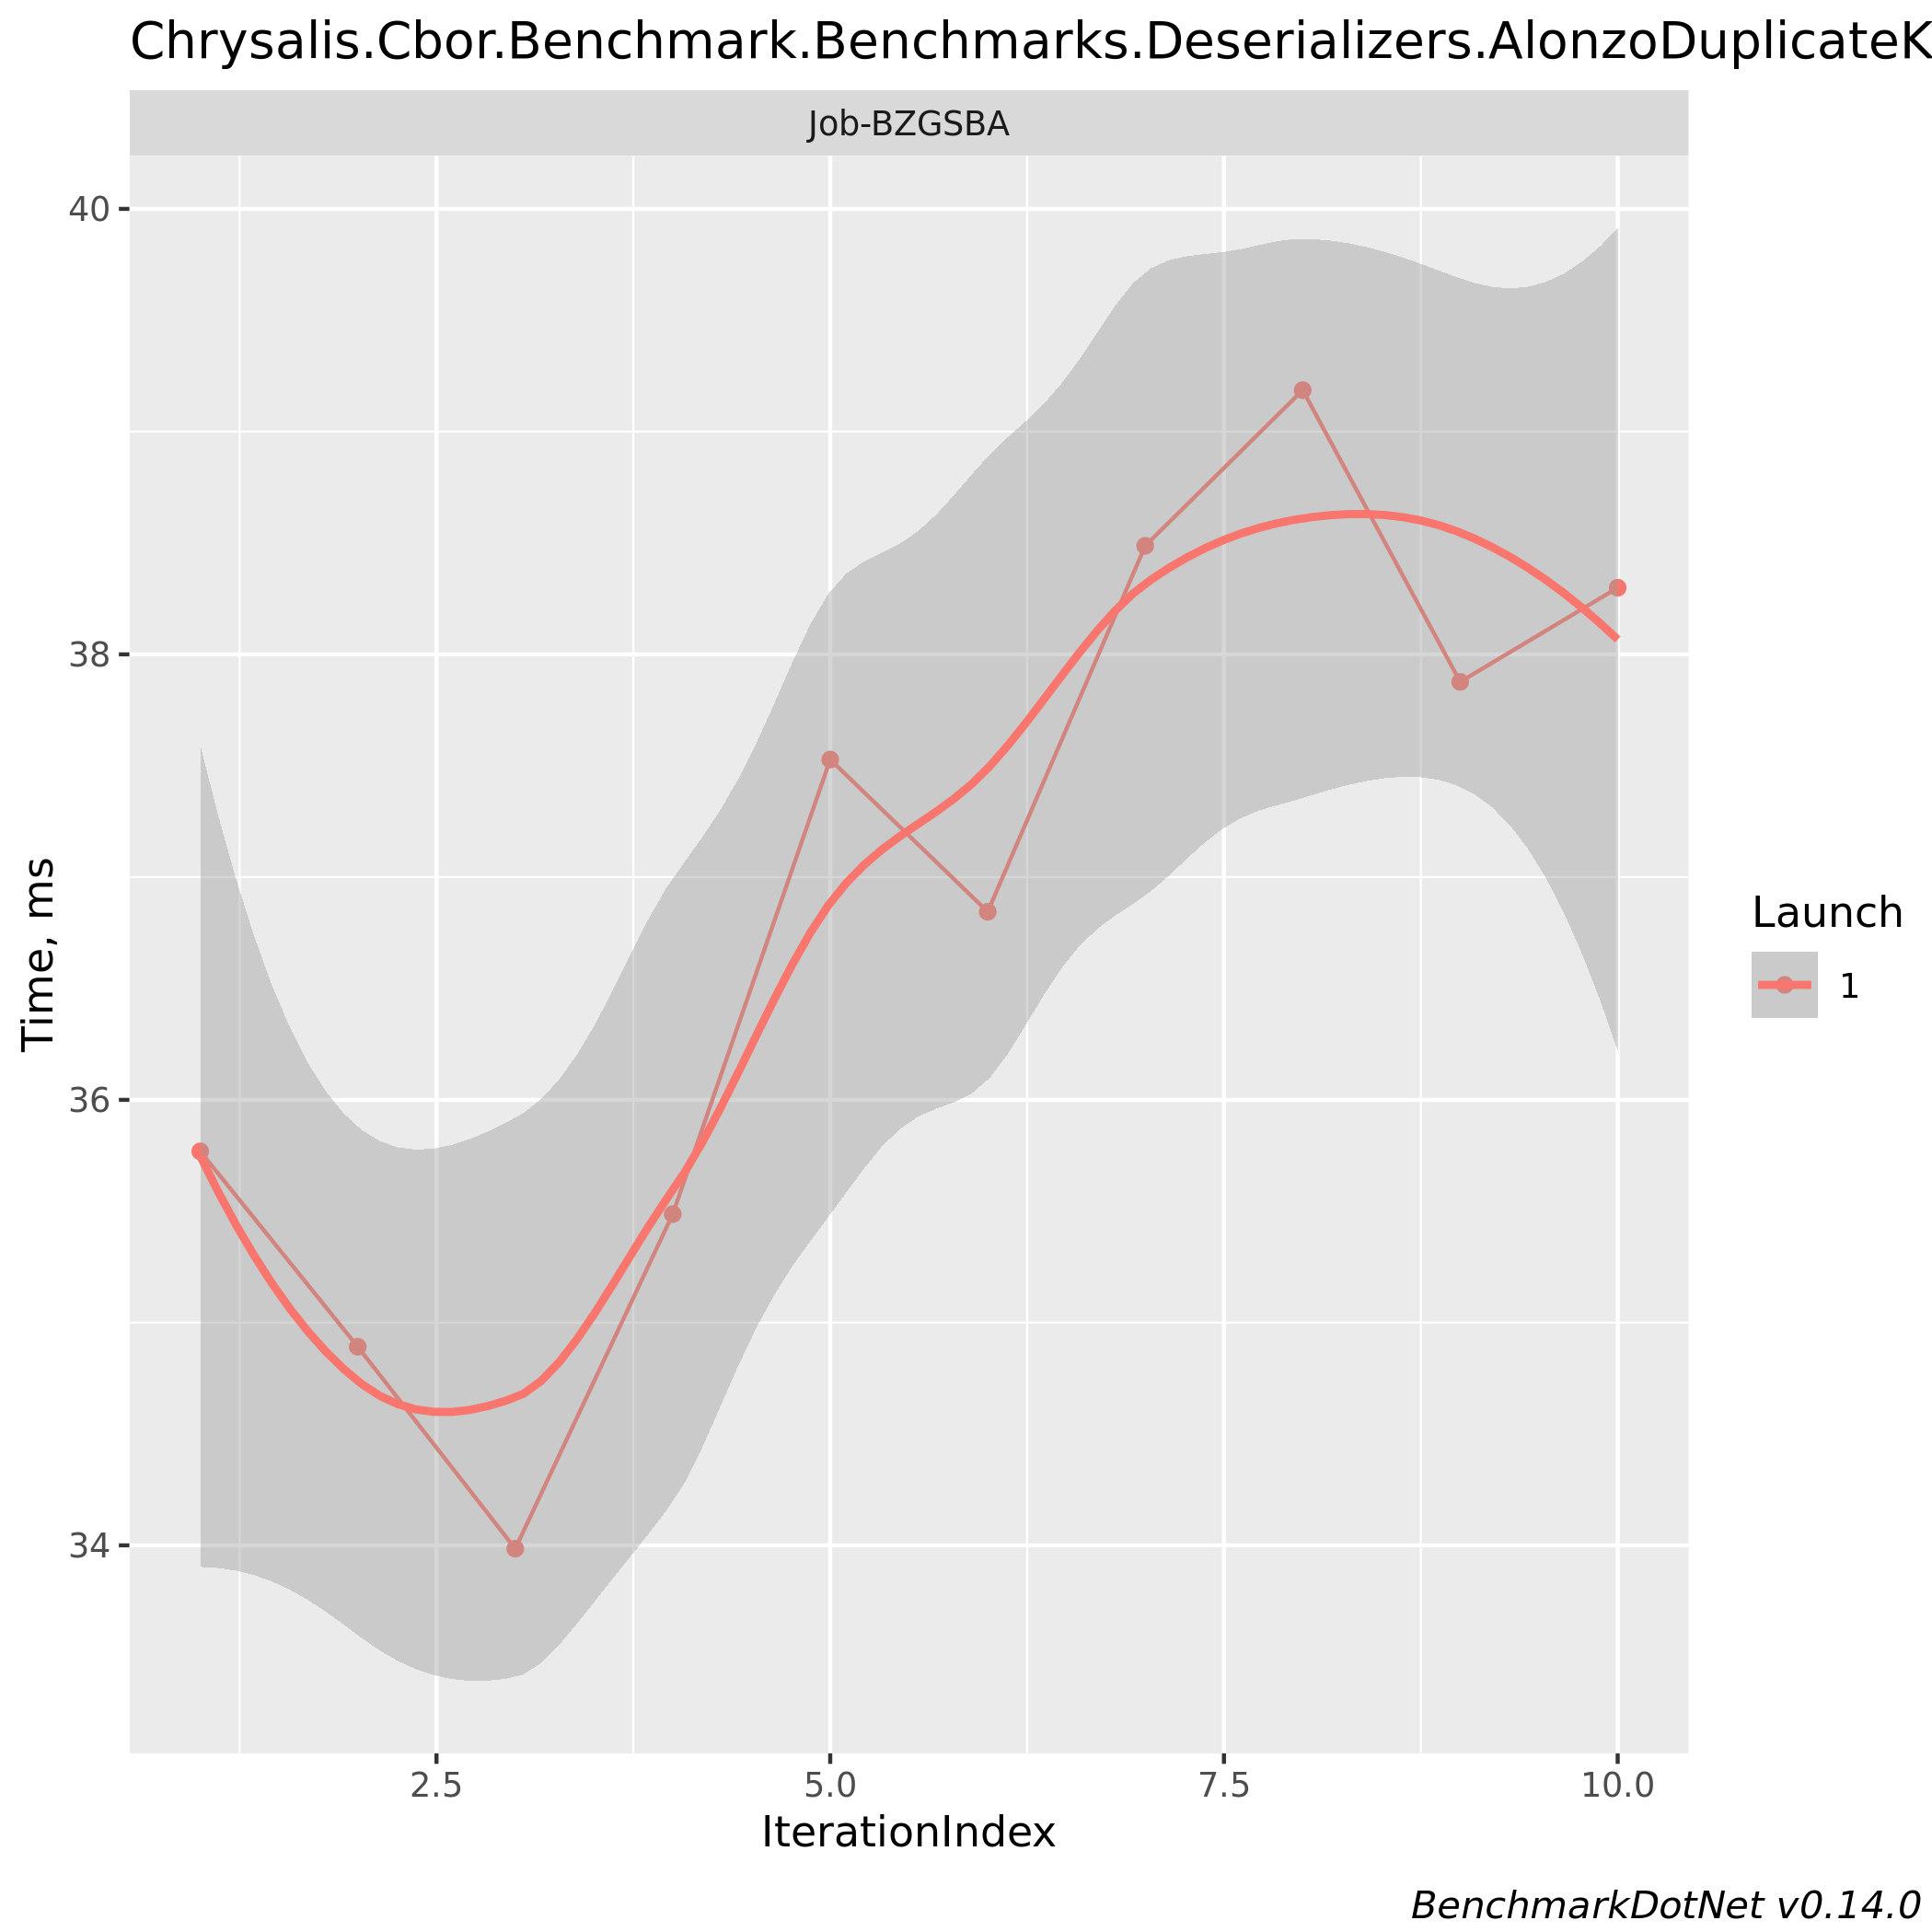 Chrysalis.Cbor.Benchmark.Benchmarks.Deserializers.AlonzoDuplicateK
Job-BZGSBA
40
38
36
34
Time, ms
2.5 5.0 7.5 10.0
IterationIndex
Launch
1
BenchmarkDotNet v0.14.0